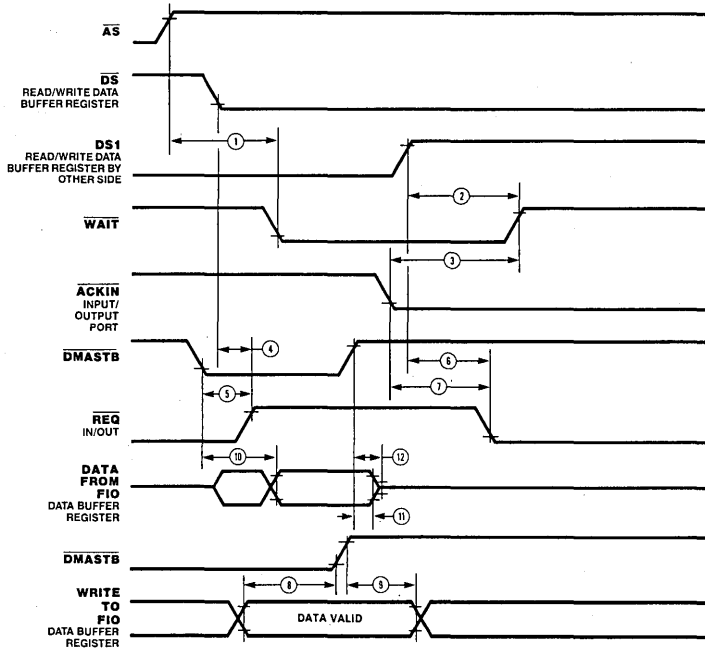 AS
DS
READ/WRITE DATA
BUFFER REGISTER
1
DS1
READ/WRITE DATA
BUFFER REGISTER BY
OTHER SIDE
2
WAIT
3
ACKIN
INPUT/
OUTPUT
PORT
4
DMASTB
6
5
7
REQ
IN/OUT
10
12
DATA
FROM
FIO
DATA BUFFER
REGISTER
11
DMASTB
8
9
WRITE
TO
FIO
DATA BUFFER
REGISTER
DATA VALID